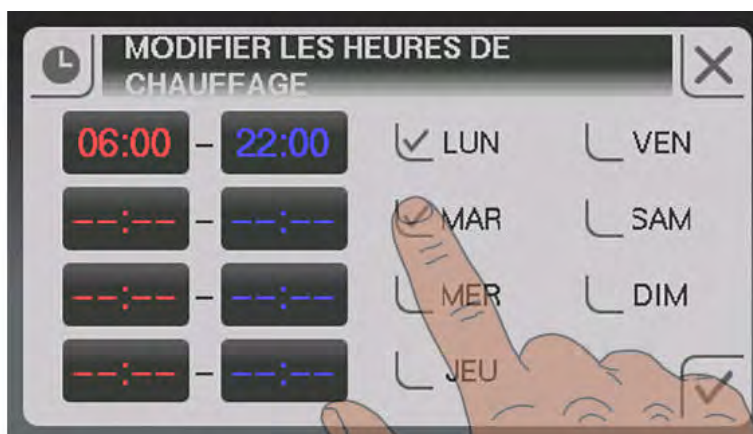 MODIFIER LES HEURES DE
CHAUFFAGE
06:00 – 22:00 LUN VEN
--:-- – --:-- MAR SAM
--:-- – --:-- MER DIM
--:-- – --:-- JEU